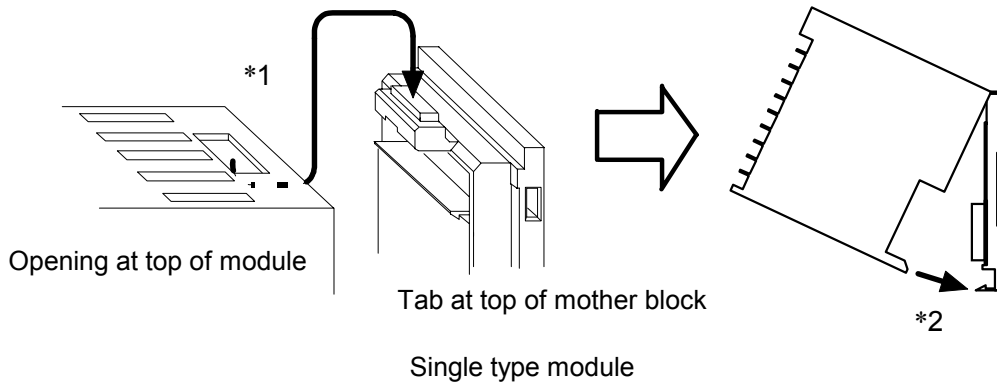 *1
Opening at top of module
Tab at top of mother block
*2
Single type module